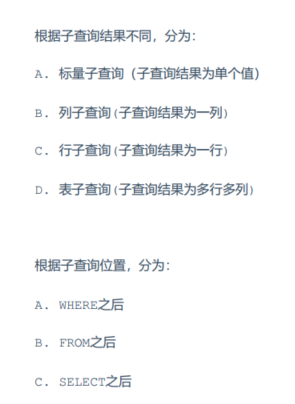 根据子查询结果不同，分为：
A. 标量子查询（子查询结果为单个值）
B. 列子查询(子查询结果为一列)
C. 行子查询(子查询结果为一行)
D. 表子查询(子查询结果为多行多列)
根据子查询位置，分为：
A. WHERE之后
B. FROM之后
C. SELECT之后